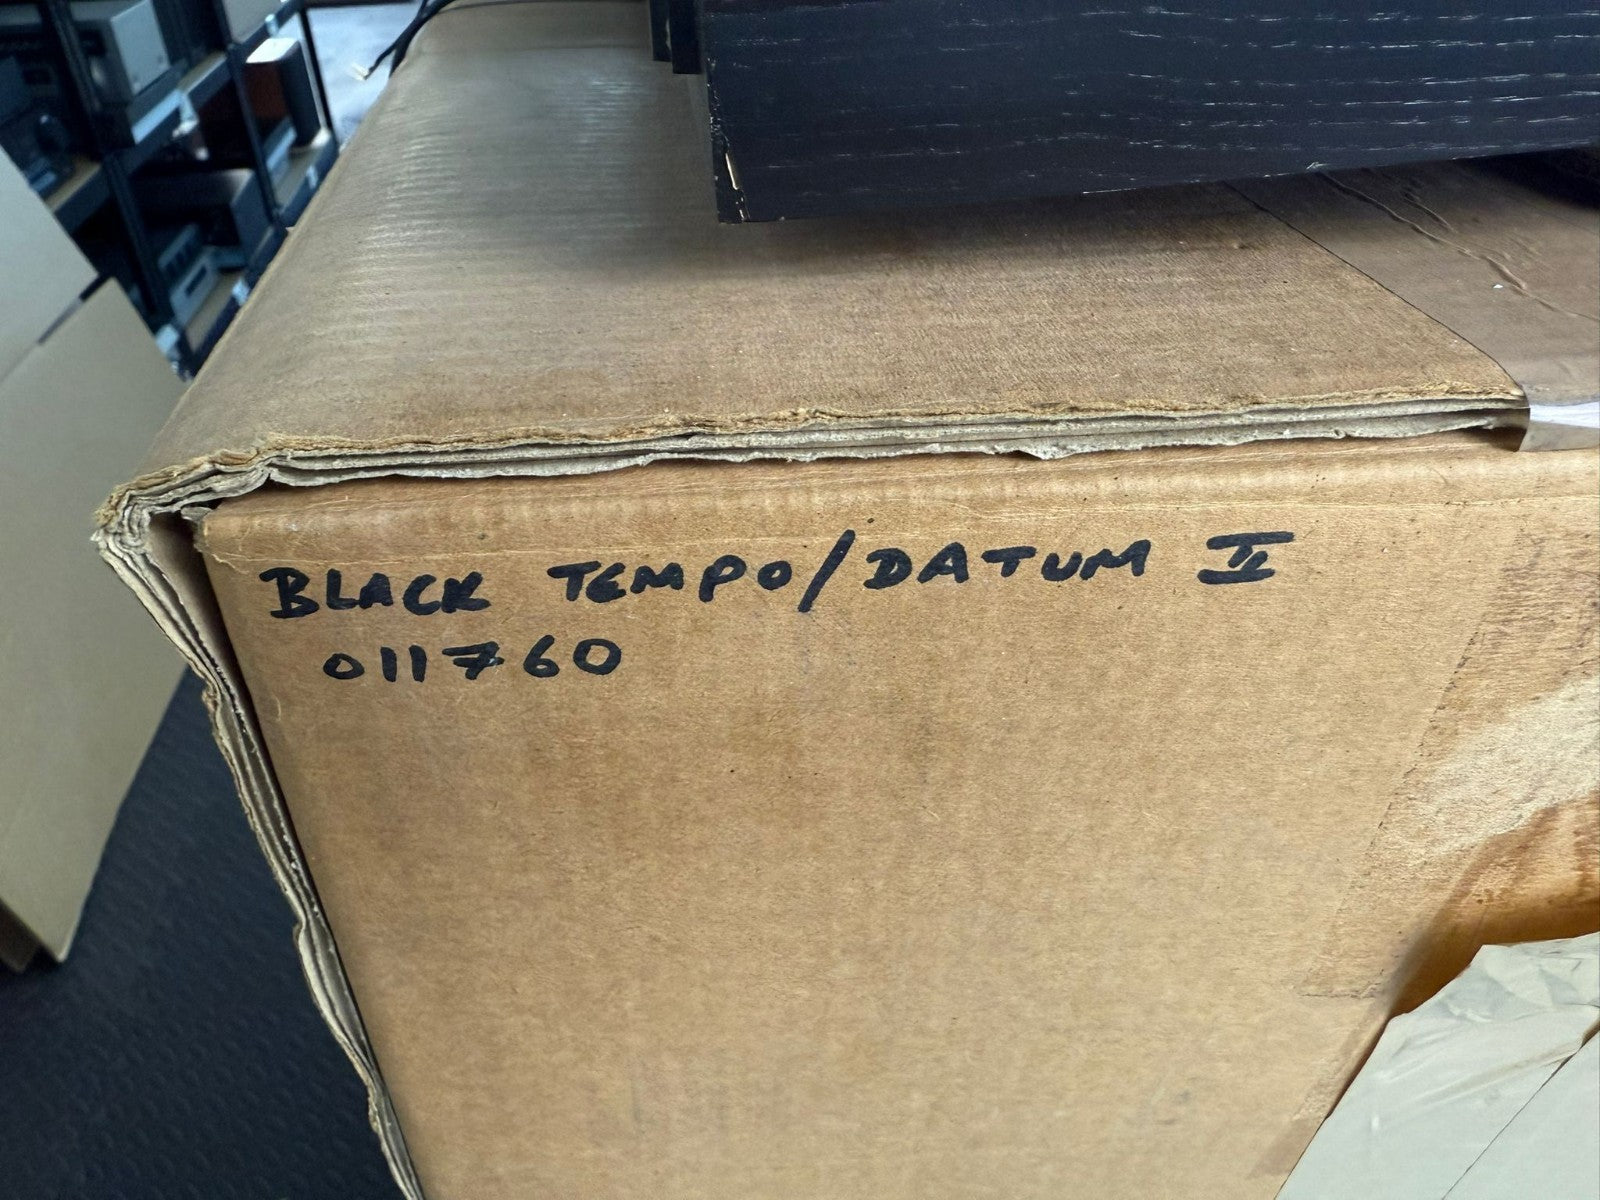 BLACK TEMPO/DATUM II
011760